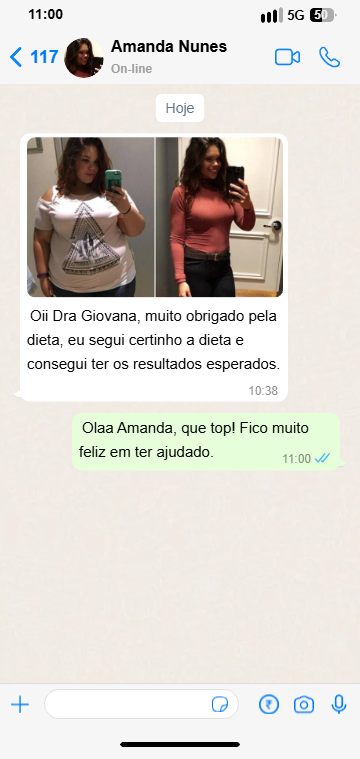 11:00
5G
50
117
Amanda Nunes
On-line
Hoje
Oii Dra Giovana, muito obrigado pela
dieta, eu segui certinho a dieta e
consegui ter os resultados esperados.
10:38
Olaa Amanda, que top! Fico muito
feliz em ter ajudado.
11:00
₹